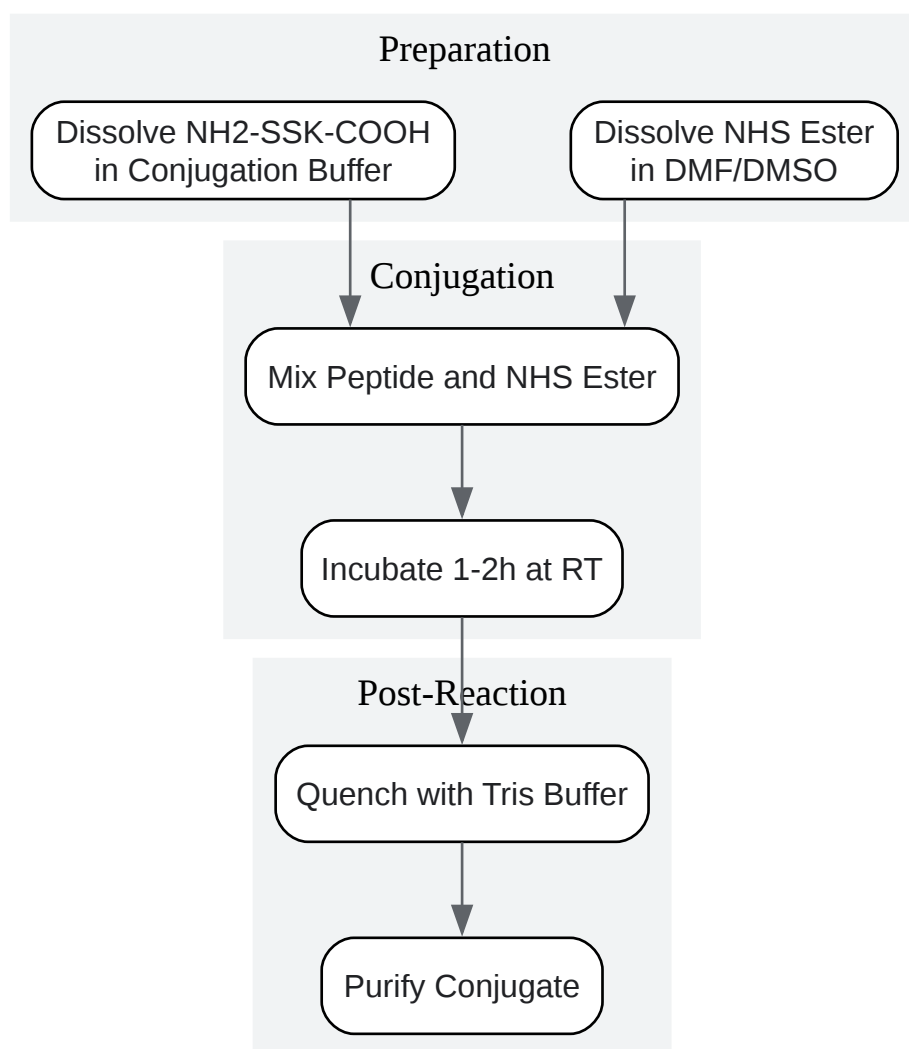 Preparation
Dissolve NH2-SSK-COOH
in Conjugation Buffer
Dissolve NHS Ester
in DMF/DMSO
Conjugation
Mix Peptide and NHS Ester
Incubate 1-2h at RT
Post-Reaction
Quench with Tris Buffer
Purify Conjugate